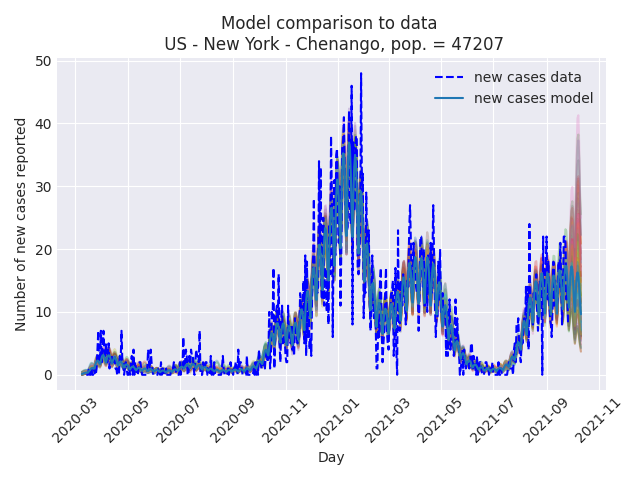 Model comparison to data
US - New York - Chenango, pop. = 47207
new cases data
new cases model
Number of new cases reported
50
40
30
20
10
0
2020-03
2020-05
2020-07
2020-09
2020-11
2021-01
2021-03
2021-05
2021-07
2021-09
2021-11
Day